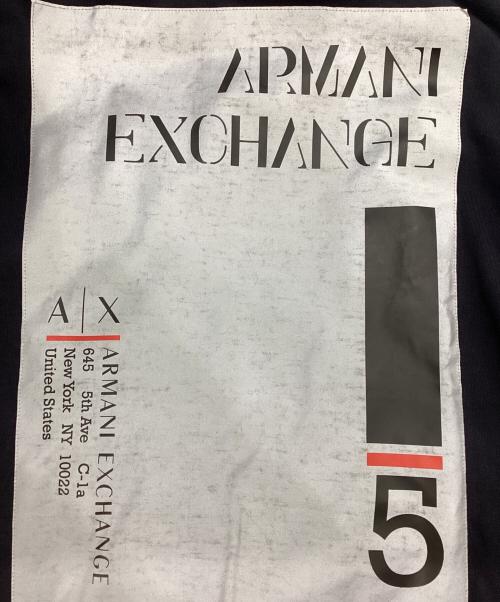 ARMANI
EXCHANGE
A|X
ARMANI EXCHANGE
645 5th Ave C-1a
New York NY 10022
United States
5